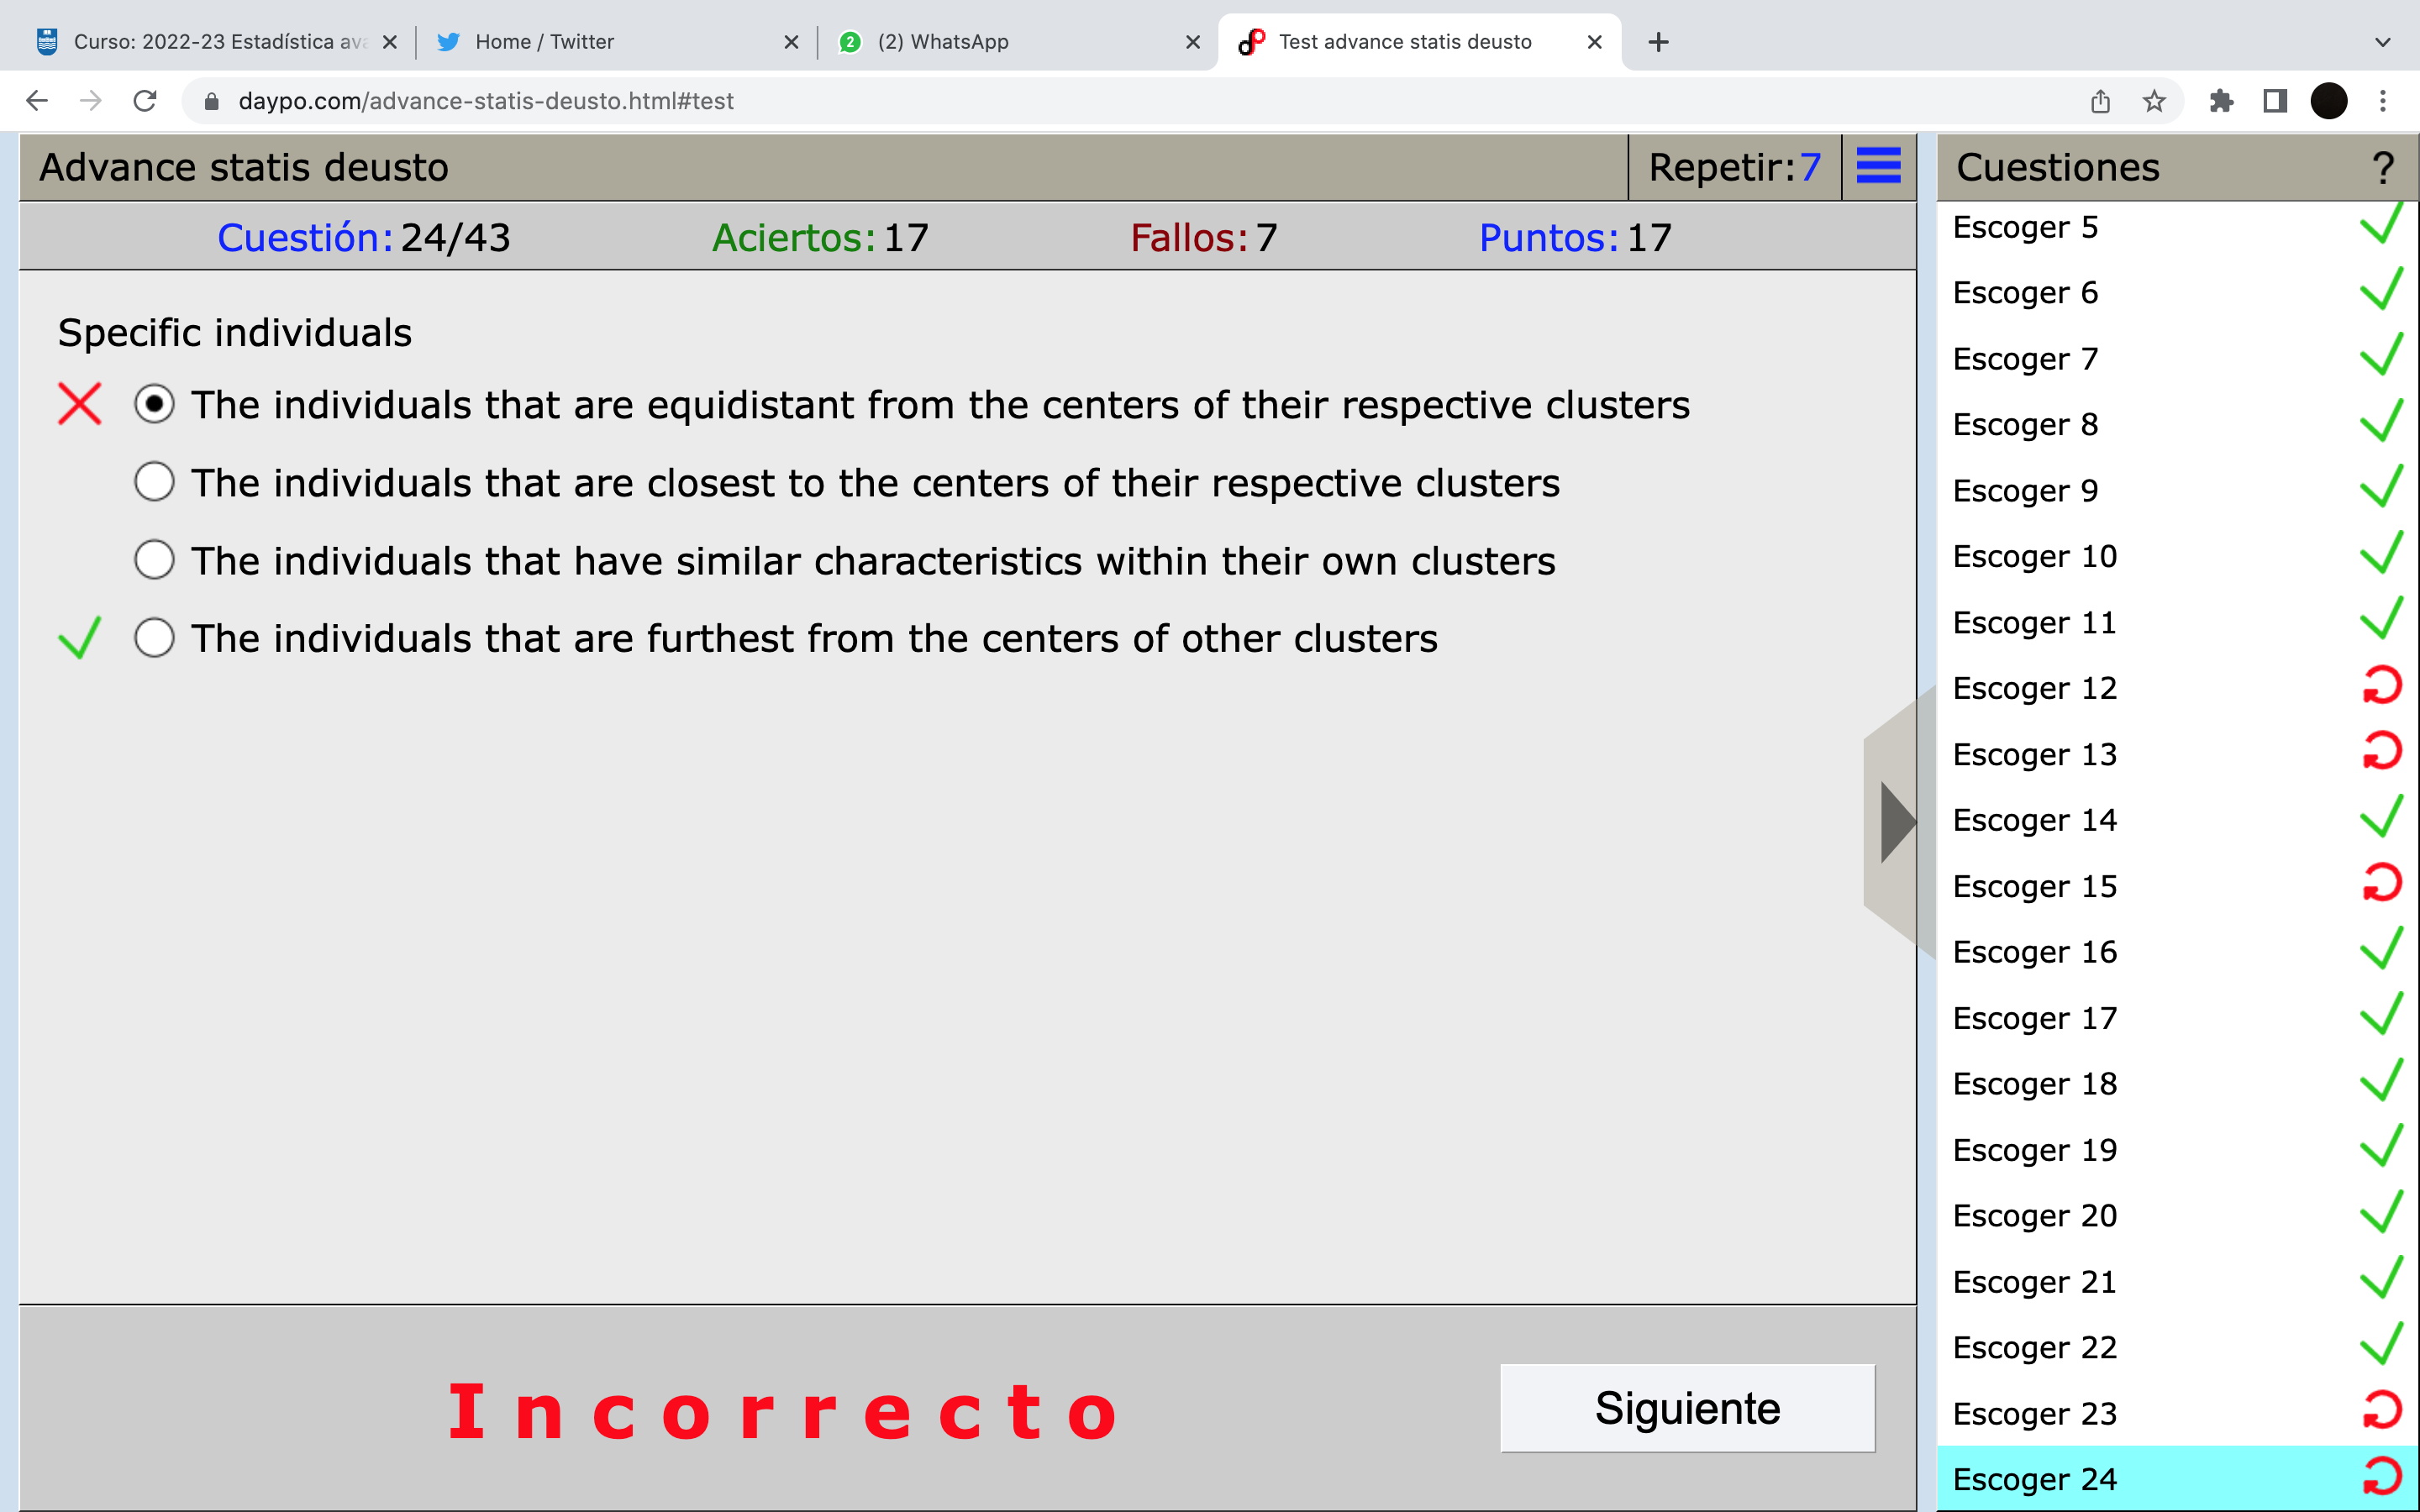 Curso: 2022-23 Estadística ava
Home / Twitter
2
(2) WhatsApp
Test advance statis deusto
daypo.com/advance-statis-deusto.html#test
Advance statis deusto
Repetir:7
Cuestión: 24/43
Aciertos: 17
Fallos: 7
Puntos: 17
Specific individuals
The individuals that are equidistant from the centers of their respective clusters
The individuals that are closest to the centers of their respective clusters
The individuals that have similar characteristics within their own clusters
The individuals that are furthest from the centers of other clusters
Incorrecto
Siguiente
Cuestiones ?
Escoger 5
Escoger 6
Escoger 7
Escoger 8
Escoger 9
Escoger 10
Escoger 11
Escoger 12
Escoger 13
Escoger 14
Escoger 15
Escoger 16
Escoger 17
Escoger 18
Escoger 19
Escoger 20
Escoger 21
Escoger 22
Escoger 23
Escoger 24